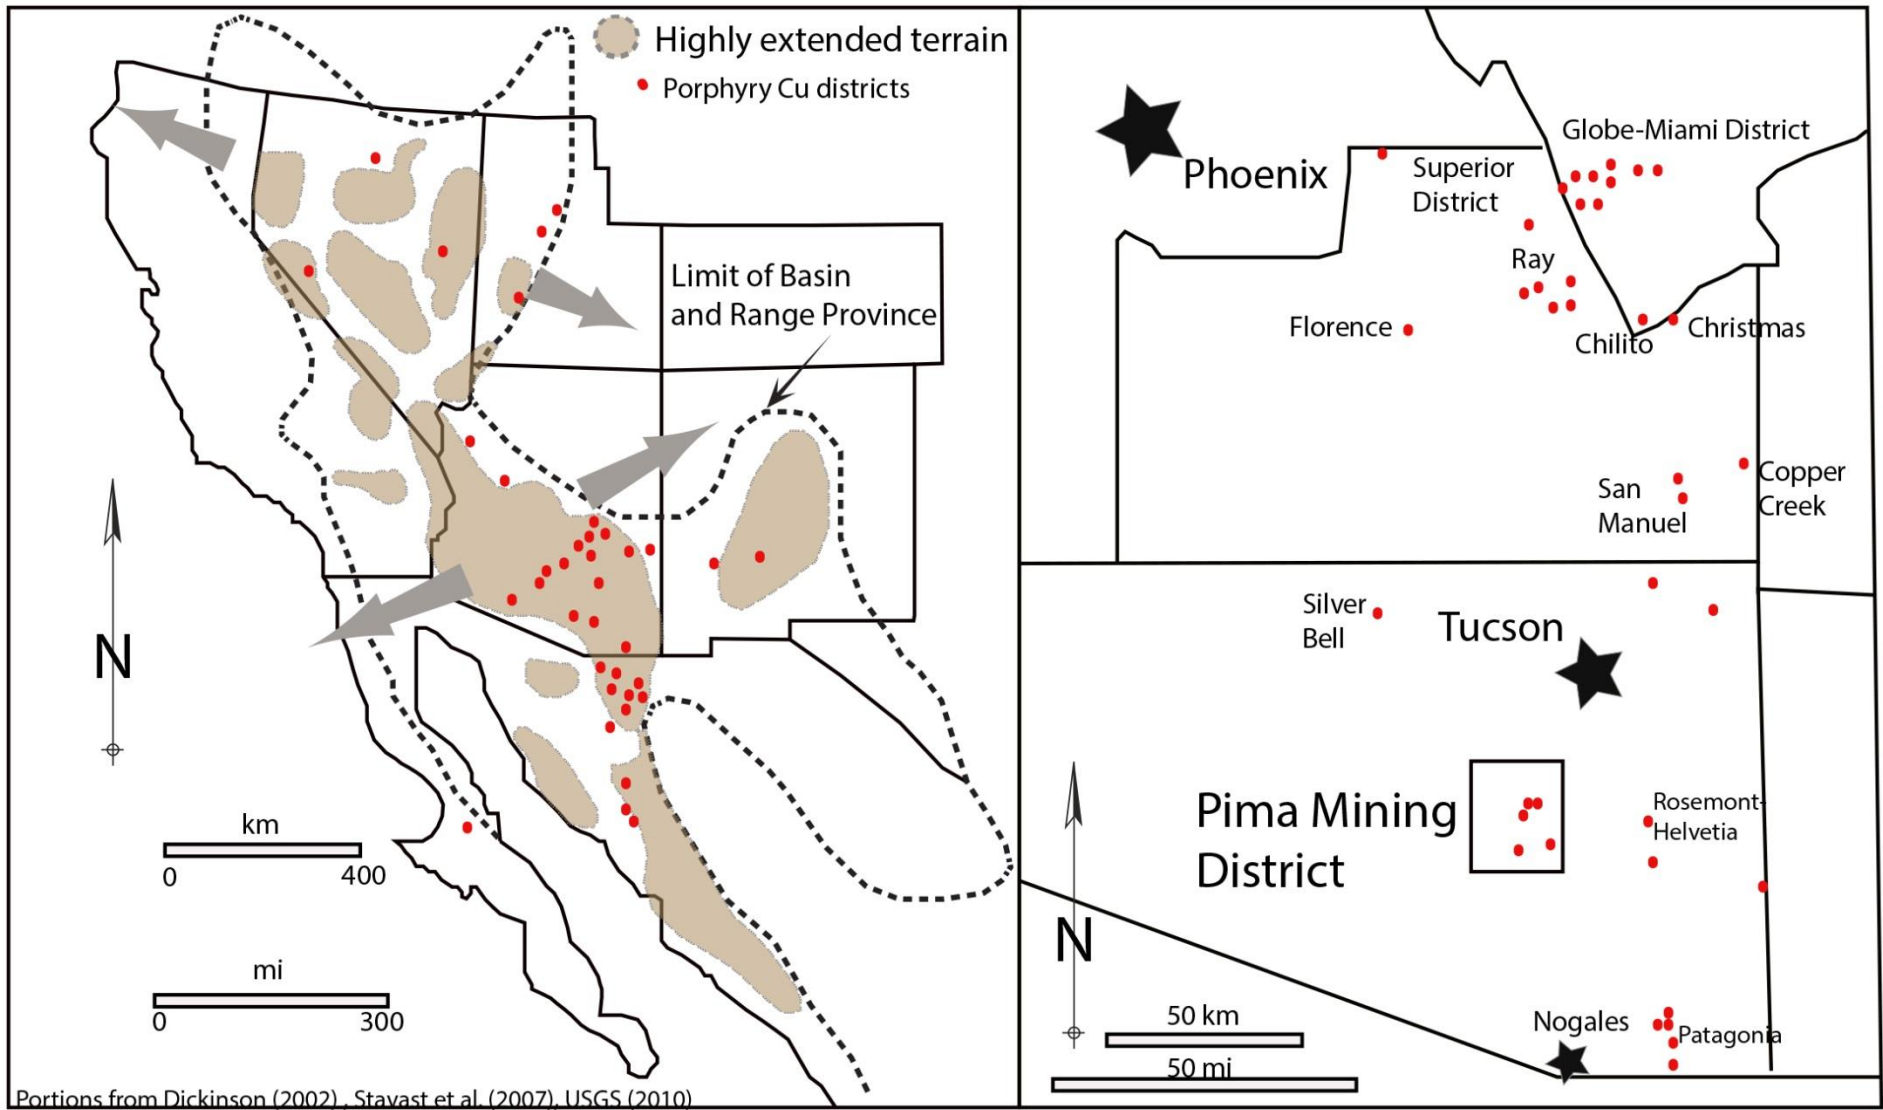 Highly extended terrain
Porphyry Cu districts
Limit of Basin
and Range Province
N
km
0 400
mi
0 300
Portions from Dickinson (2002) , Stavast et al. (2007), USGS (2010)
Phoenix
Globe-Miami District
Superior
District
Ray
Florence
Chilito
Christmas
San
Manuel
Copper
Creek
Silver
Bell
Tucson
Pima Mining
District
Rosemont-
Helvetia
N
50 km
50 mi
Nogales
Patagonia